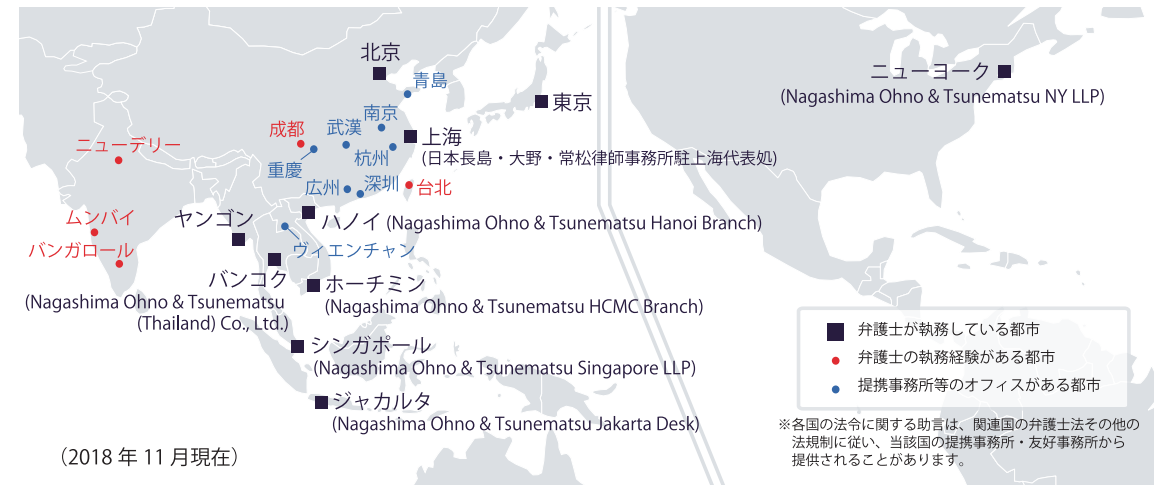 北京
青島
東京
ニューヨーク
(Nagashima Ohno & Tsunematsu NY LLP)
南京
武漢
成都
上海
(日本長島・大野・常松律師事務所駐上海代表処)
ニューデリー
重慶
杭州
広州
深圳
台北
ムンバイ
ヤンゴン
ハノイ (Nagashima Ohno & Tsunematsu Hanoi Branch)
バンガロール
ヴィエンチャン
バンコク
(Nagashima Ohno & Tsunematsu
(Thailand) Co., Ltd.)
ホーチミン
(Nagashima Ohno & Tsunematsu HCMC Branch)
シンガポール
(Nagashima Ohno & Tsunematsu Singapore LLP)
ジャカルタ
(Nagashima Ohno & Tsunematsu Jakarta Desk)
弁護士が執務している都市
弁護士の執務経験がある都市
提携事務所等のオフィスがある都市
※各国の法令に関する助言は、関連国の弁護士法その他の
法規制に従い、当該国の提携事務所・友好事務所から
提供されることがあります。
（2018 年 11 月現在）